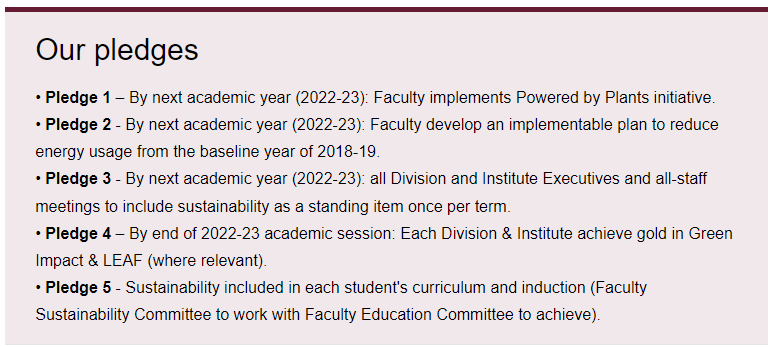 Our pledges
• Pledge 1 – By next academic year (2022-23): Faculty implements Powered by Plants initiative.
• Pledge 2 - By next academic year (2022-23): Faculty develop an implementable plan to reduce
energy usage from the baseline year of 2018-19.
• Pledge 3 - By next academic year (2022-23): all Division and Institute Executives and all-staff
meetings to include sustainability as a standing item once per term.
• Pledge 4 – By end of 2022-23 academic session: Each Division & Institute achieve gold in Green
Impact & LEAF (where relevant).
• Pledge 5 - Sustainability included in each student's curriculum and induction (Faculty
Sustainability Committee to work with Faculty Education Committee to achieve).